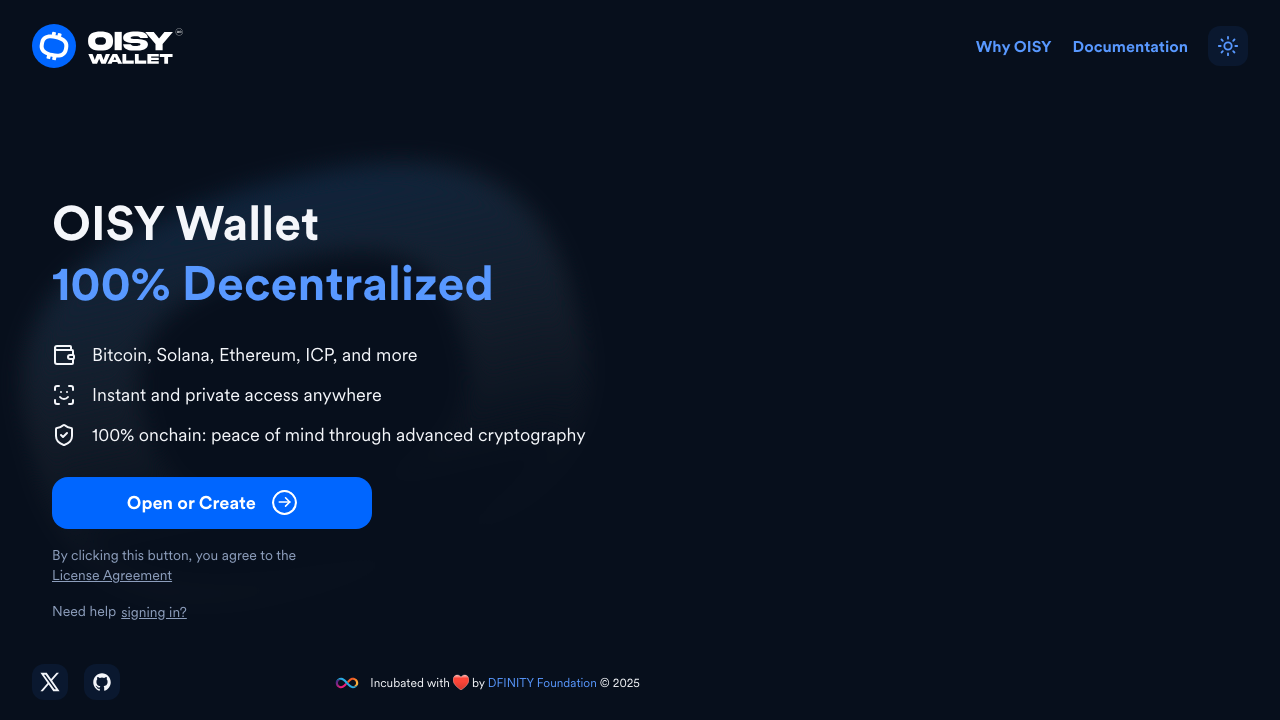 OISY
WALLET
Why OISY
Documentation
OISY Wallet
100% Decentralized
Bitcoin, Solana, Ethereum, ICP, and more
Instant and private access anywhere
100% onchain: peace of mind through advanced cryptography
Open or Create
By clicking this button, you agree to the
License Agreement
Need help signing in?
Incubated with ❤️ by DFINITY Foundation © 2025